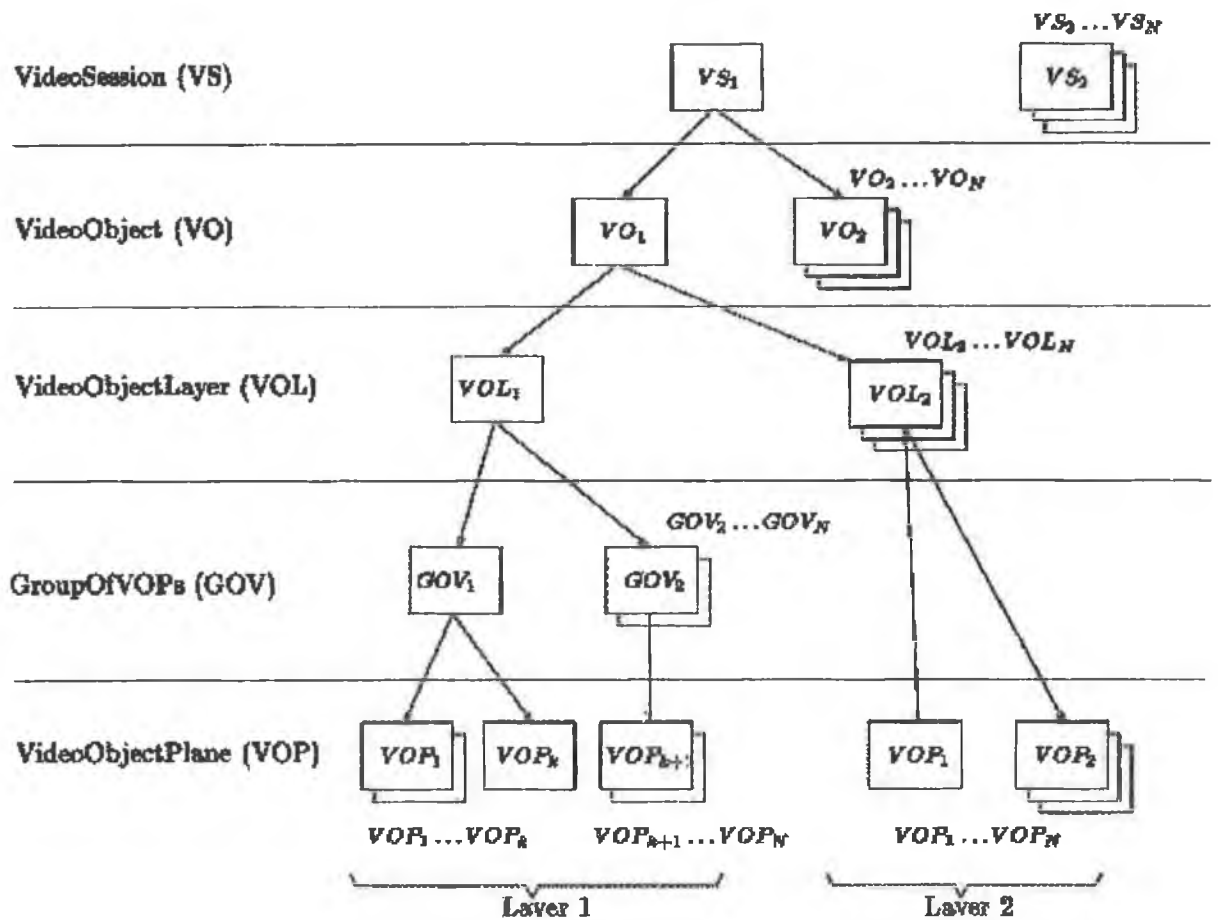 VS₂...VS_N
VideoSession (VS) VS₁ VS₂
VO₂...VO_N
VideoObject (VO) VO₁ VO₂
VOL₂...VOL_N
VideoObjectLayer (VOL) VOL₁ VOL₂
GOV₂...GOV_N
GroupOfVOPs (GOV) GOV₁ GOV₂
VideoObjectPlane (VOP) VOP₁ VOP_k VOP_{k+1} VOP₁ VOP₂
VOP₁...VOP_k VOP_{k+1}...VOP_N VOP₁...VOP_N
Layer 1 Layer 2